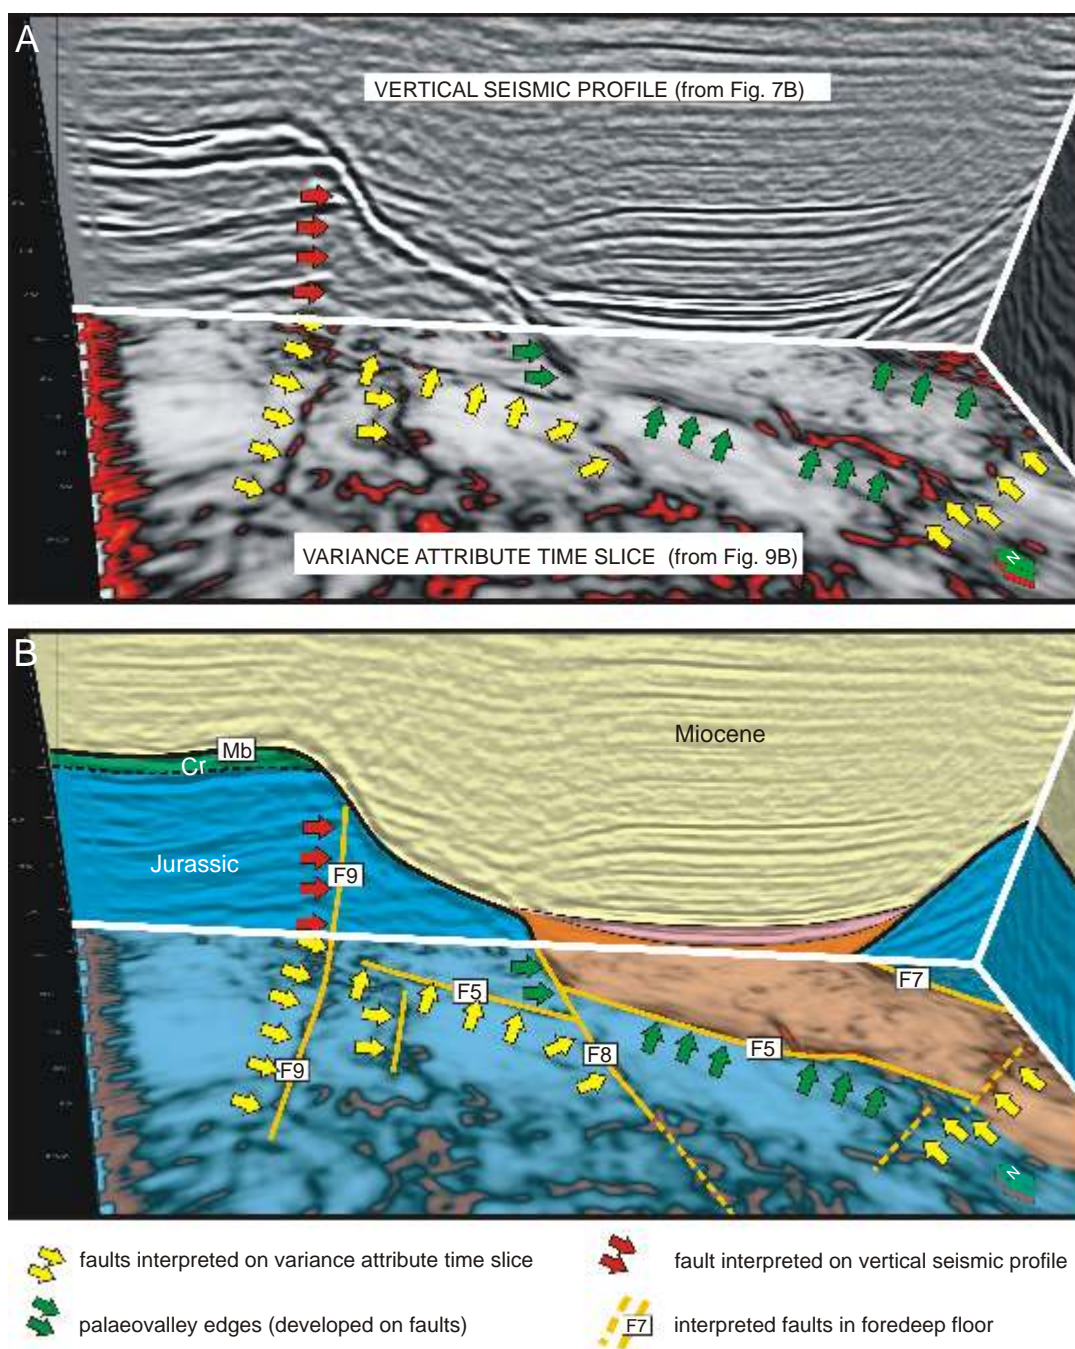 A
VERTICAL SEISMIC PROFILE (from Fig. 7B)
VARIANCE ATTRIBUTE TIME SLICE (from Fig. 9B)
N
B
Miocene
Mb
Cr
Jurassic
F9
F5
F7
F8
F5
F9
N
faults interpreted on variance attribute time slice
fault interpreted on vertical seismic profile
palaeovalley edges (developed on faults)
F7
interpreted faults in foredeep floor